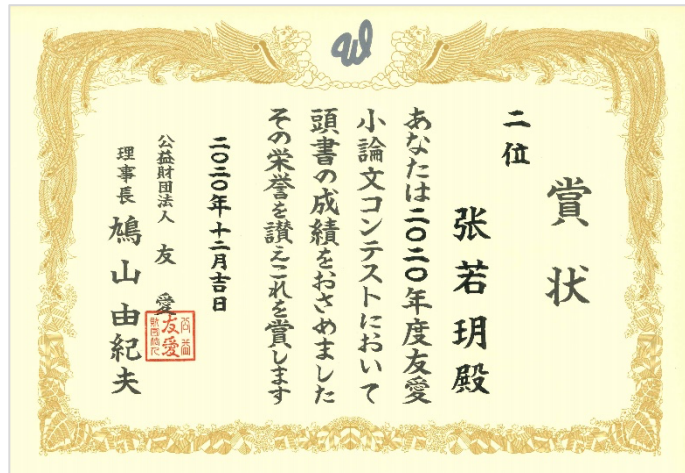 賞状
二位
张若玥殿
あなたは二〇二〇年度友愛
小論文コンテストにおいて
頭書の成績をおさめました
その栄誉を讃えこれを賞します
二〇二〇年十二月吉日
公益財団法人 友愛
理事長 鳩山由紀夫